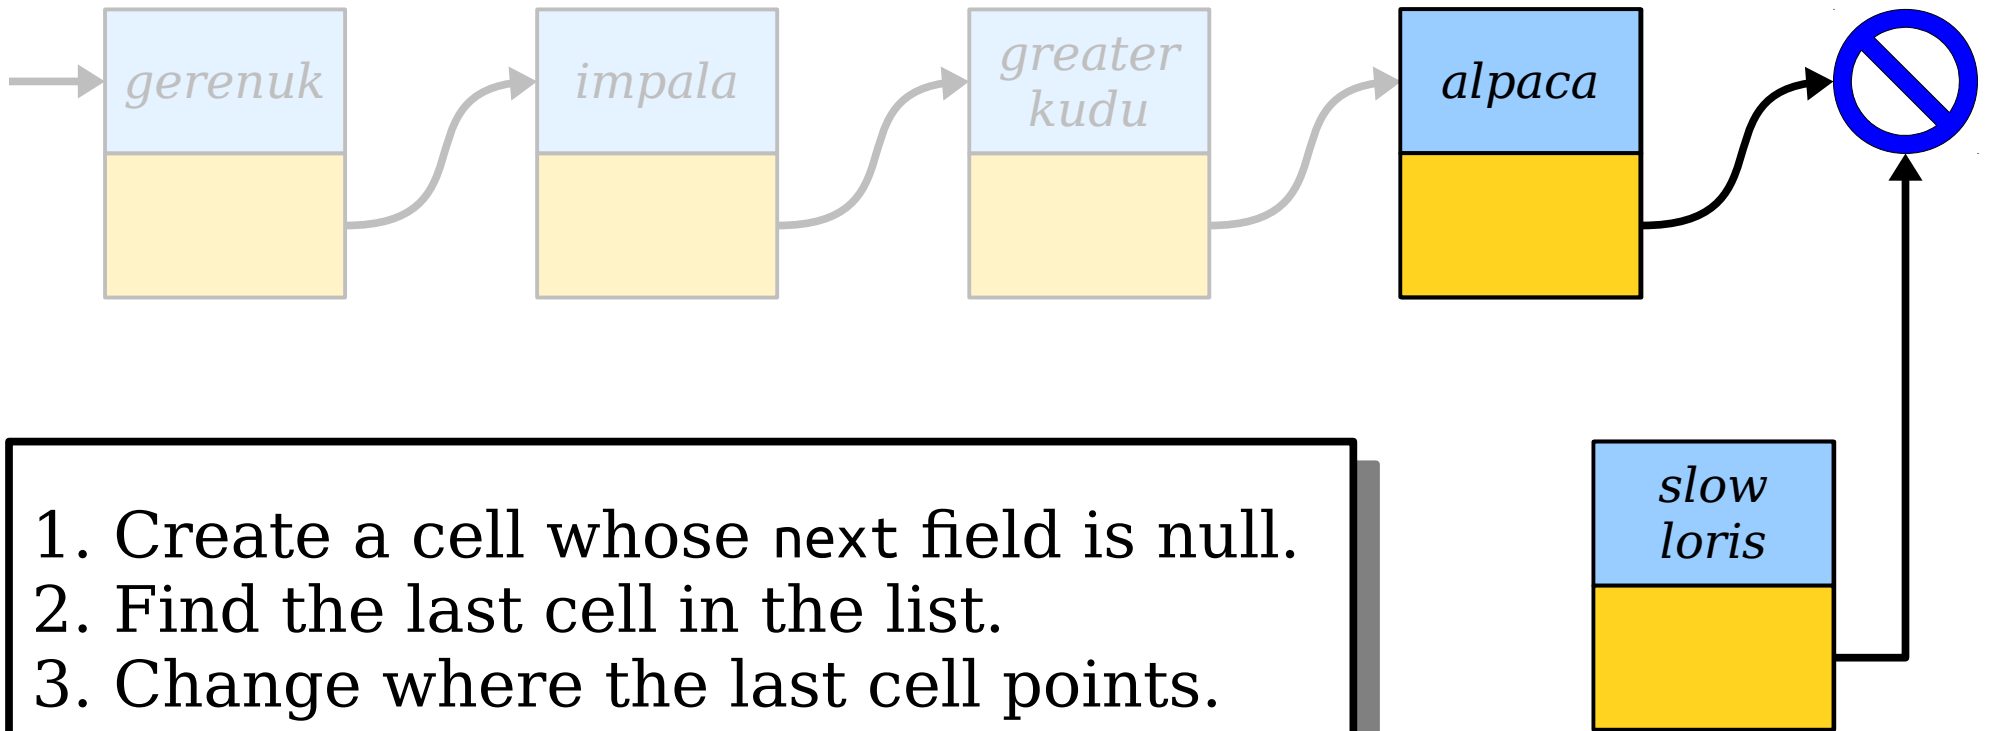 gerenuk
impala
greater
kudu
alpaca
slow
loris
1. Create a cell whose next field is null.
2. Find the last cell in the list.
3. Change where the last cell points.